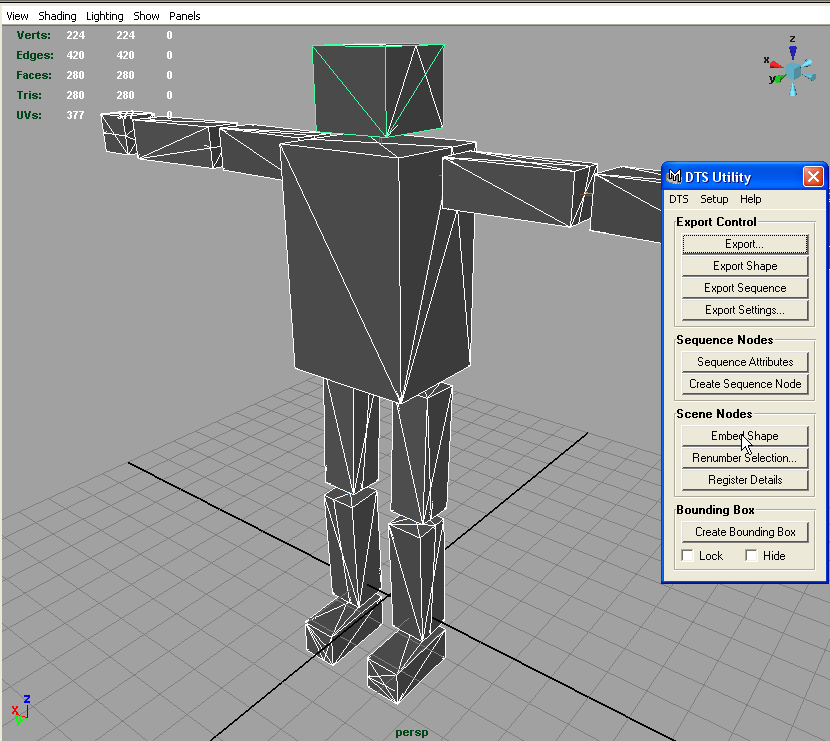 View Shading Lighting Show Panels
Verts: 224 224 0
Edges: 420 420 0
Faces: 280 280 0
Tris: 280 280 0
UVs: 377 377 0
z
x
y
DTS Utility
DTS Setup Help
Export Control
Export...
Export Shape
Export Sequence
Export Settings...
Sequence Nodes
Sequence Attributes
Create Sequence Node
Scene Nodes
Embed Shape
Renumber Selection...
Register Details
Bounding Box
Create Bounding Box
Lock Hide
z
x
y
persp